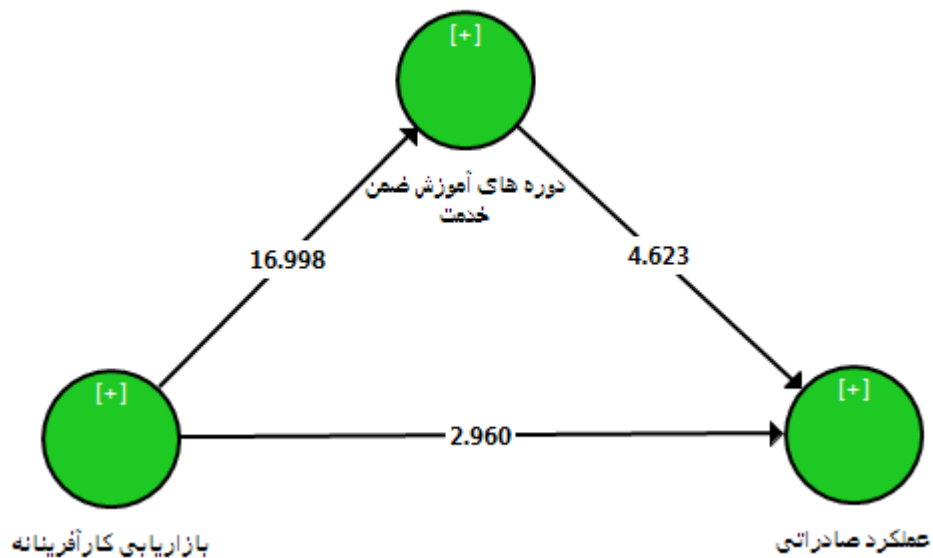 [+]
دوره های آموزش ضمن
خدمت
16.998
4.623
[+]
[+]
2.960
بازاریابی کارآفرینانه
عملکرد صادراتی